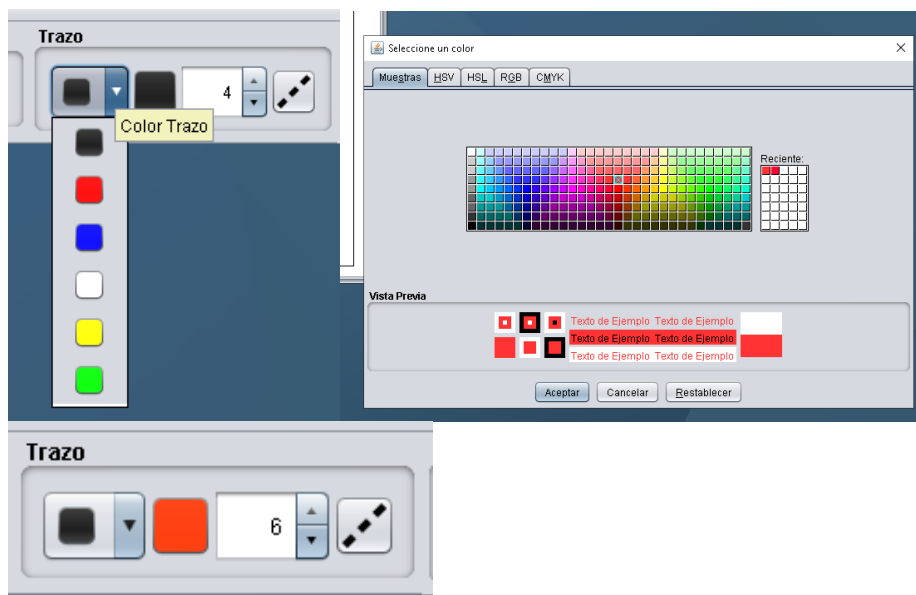 Trazo
4
Color Trazo
Seleccione un color
Muestras HSV HSL RGB CMYK
Reciente:
Vista Previa
Texto de Ejemplo Texto de Ejemplo
Texto de Ejemplo Texto de Ejemplo
Texto de Ejemplo Texto de Ejemplo
Aceptar Cancelar Restablecer
Trazo
6